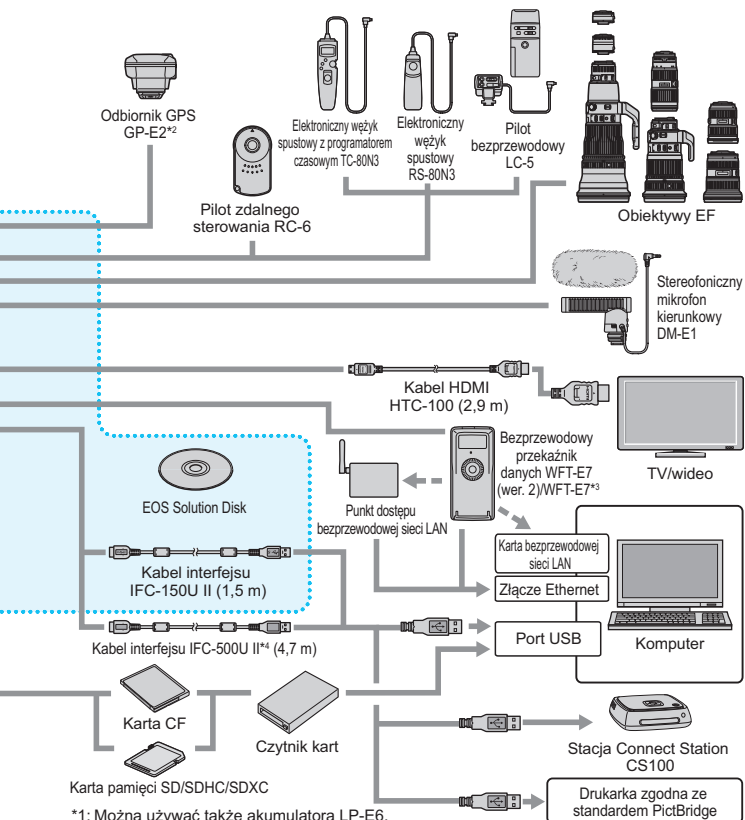 Odbiornik GPS
GP-E2*2
Pilot zdalnego
sterowania RC-6
Elektroniczny wężyk
spustowy z programatorem
czasowym TC-80N3
Elektroniczny
wężyk
spustowy
RS-80N3
Pilot
bezprzewodowy
LC-5
Obiektywy EF
Stereofoniczny
mikrofon
kierunkowy
DM-E1
Kabel HDMI
HTC-100 (2,9 m)
TV/wideo
Bezprzewodowy
przekaźnik
danych WFT-E7
(wer. 2)/WFT-E7*3
Punkt dostępu
bezprzewodowej sieci LAN
EOS Solution Disk
Karta bezprzewodowej
sieci LAN
Złącze Ethernet
Kabel interfejsu
IFC-150U II (1,5 m)
Port USB
Komputer
Kabel interfejsu IFC-500U II*4 (4,7 m)
Karta CF
Czytnik kart
Karta pamięci SD/SDHC/SDXC
Stacja Connect Station
CS100
Drukarka zgodna ze
standardem PictBridge
*1: Można używać także akumulatora LP-E6.